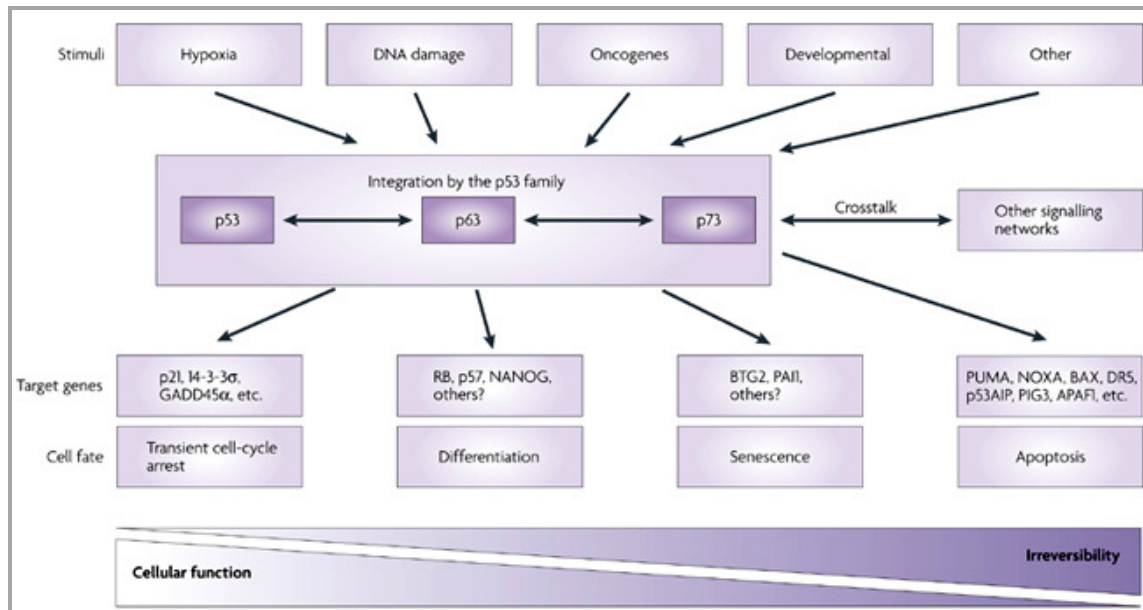 Stimuli
Hypoxia
DNA damage
Oncogenes
Developmental
Other
Integration by the p53 family
p53
p63
p73
Crosstalk
Other signalling
networks
Target genes
p21, 14-3-3σ,
GADD45α, etc.
RB, p57, NANOG,
others?
BTG2, PAI1,
others?
PUMA, NOXA, BAX, DR5,
p53AIP, PIG3, APAF1, etc.
Cell fate
Transient cell-cycle
arrest
Differentiation
Senescence
Apoptosis
Irreversibility
Cellular function